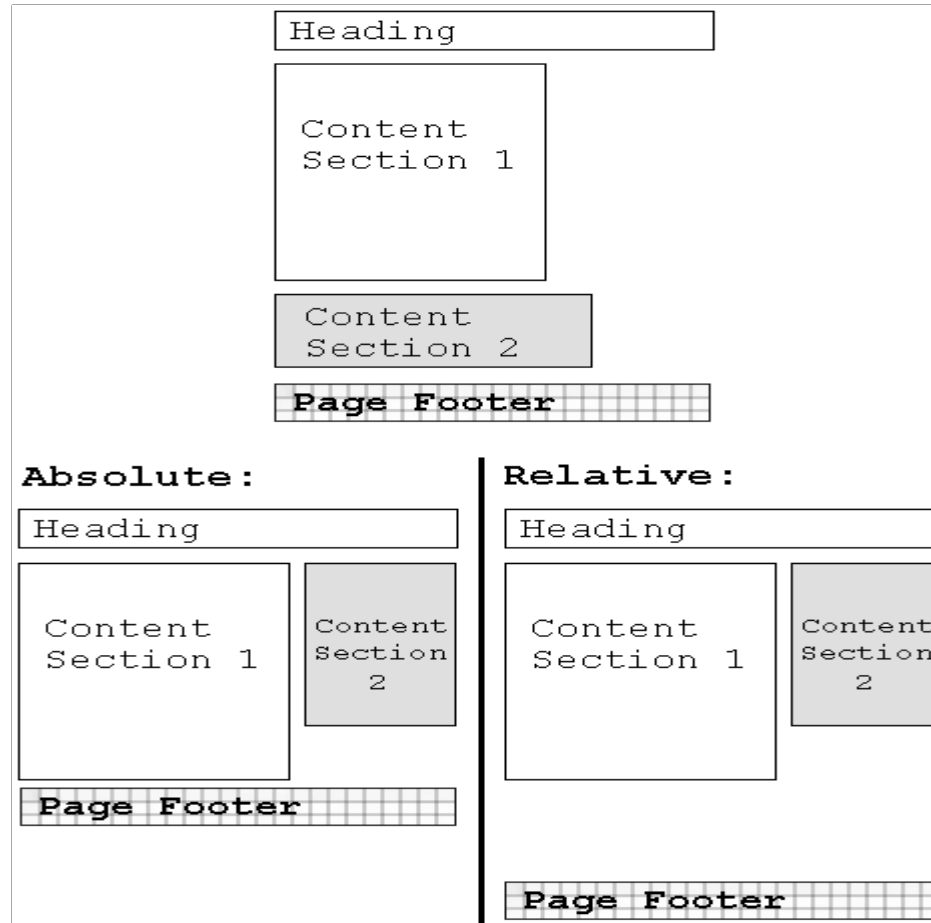 Heading
Content
Section 1
Content
Section 2
Page Footer
Absolute:
Heading
Content
Section 1
Content
Section
2
Page Footer
Relative:
Heading
Content
Section 1
Content
Section
2
Page Footer